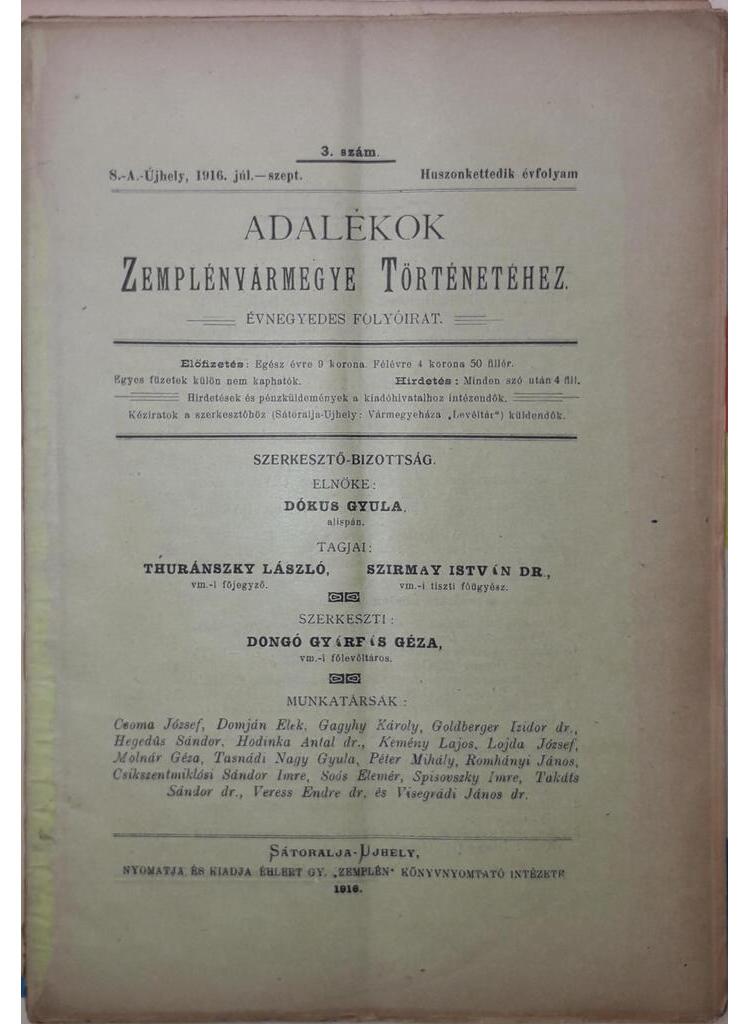 3. szám.
S.-A.-Újhely, 1916. júl.—szept. Huszonkettedik évfolyam
ADALÉKOK
ZEMPLÉNVÁRMEGYE TÖRTÉNETÉHEZ.
ÉVNEGYEDES FOLYÓIRAT.
Előfizetés: Egész évre 9 korona. Félévre 4 korona 50 fillér.
Egyes füzetek külön nem kaphatók. Hirdetés: Minden szó után 4 fill.
Hirdetések és pénzküldemények a kiadóhivatalhoz intézendők.
Kéziratok a szerkesztőhöz (Sátoralja-Ujhely: Vármegyeháza „Levéltár") küldendők.
SZERKESZTŐ-BIZOTTSÁG.
ELNÖKE:
DÓKUS GYULA,
alispán.
TAGJAI:
THURÁNSZKY LÁSZLÓ, SZIRMAY ISTVÁN DR.,
vm.-i főjegyző. vm.-i tiszti főügyész.
SZERKESZTI:
DONGÓ GYÁRFÁS GÉZA,
vm.-i főlevéltáros.
MUNKATÁRSAK:
Csoma József, Domján Elek, Gagyhy Károly, Goldberger Izidor dr.,
Hegedűs Sándor, Hodinka Antal dr., Kemény Lajos, Lojda József,
Molnár Géza, Tasnádi Nagy Gyula, Péter Mihály, Romhányi János,
Csikszentmiklósi Sándor Imre, Soós Elemér, Spisovszky Imre, Takáts
Sándor dr., Veress Endre dr. és Visegrádi János dr.
SÁTORALJA-UJHELY,
NYOMATJA ÉS KIADJA ÉHLERT GY. „ZEMPLÉN" KÖNYVNYOMTATÓ INTÉZETE
1916.